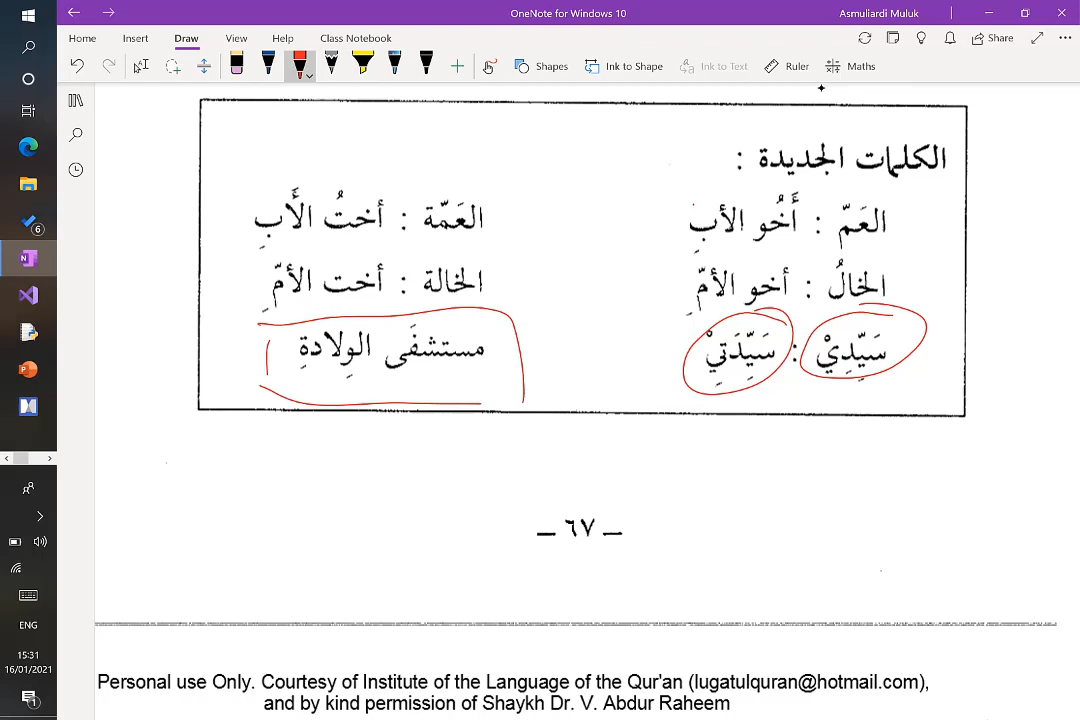 OneNote for Windows 10
Asmuliardi Muluk
Home Insert Draw View Help Class Notebook
Share
Shapes Ink to Shape Ink to Text Ruler Maths
الكلمات الجديدة :
العَمّ : أَخُو الأبِ
العَمّة : أختُ الأَبِ
الخالُ : أخو الأمّ
الخالة : أخت الأمِّ
سَيِّدِيْ : سَيِّدَتِيْ
مستشفَى الوِلادةِ
– ٦٧ –
Personal use Only. Courtesy of Institute of the Language of the Qur'an (lugatulquran@hotmail.com),
and by kind permission of Shaykh Dr. V. Abdur Raheem
6
N
P
ENG
15:31
16/01/2021
1